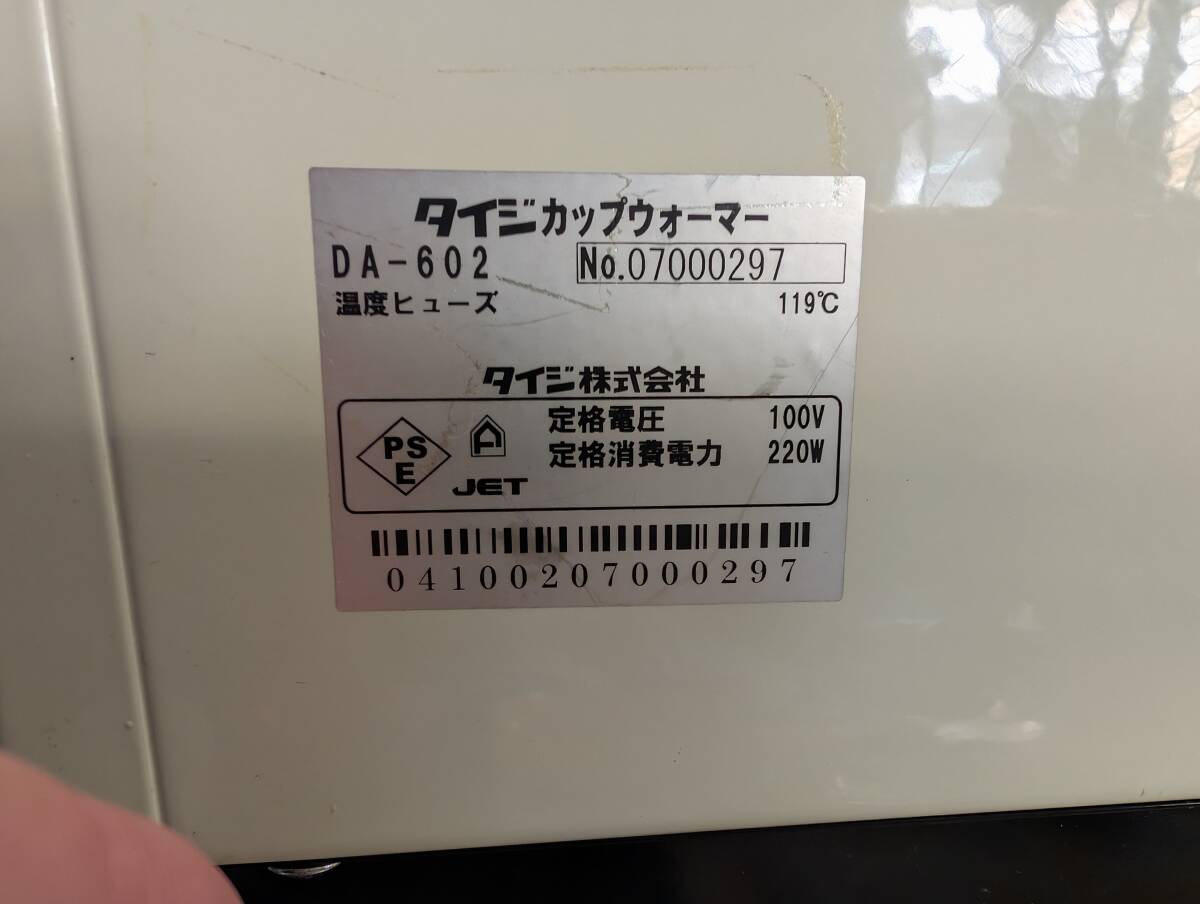 タイジカップウォーマー
DA-602 No.07000297
温度ヒューズ 119℃
タイジ株式会社
PS
E
JET
定格電圧 100V
定格消費電力 220W
04100207000297